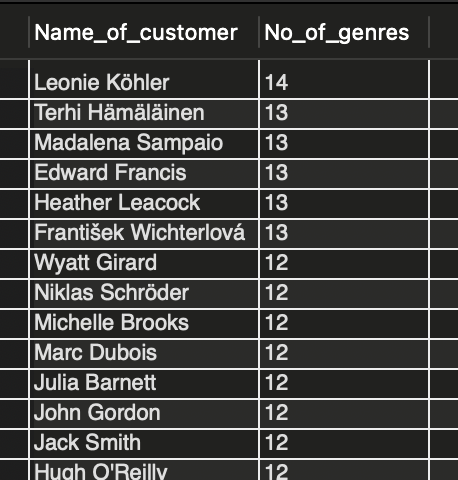 Name_of_customer No_of_genres
Leonie Köhler 14
Terhi Hämäläinen 13
Madalena Sampaio 13
Edward Francis 13
Heather Leacock 13
František Wichterlová 13
Wyatt Girard 12
Niklas Schröder 12
Michelle Brooks 12
Marc Dubois 12
Julia Barnett 12
John Gordon 12
Jack Smith 12
Hugh O'Reilly 12